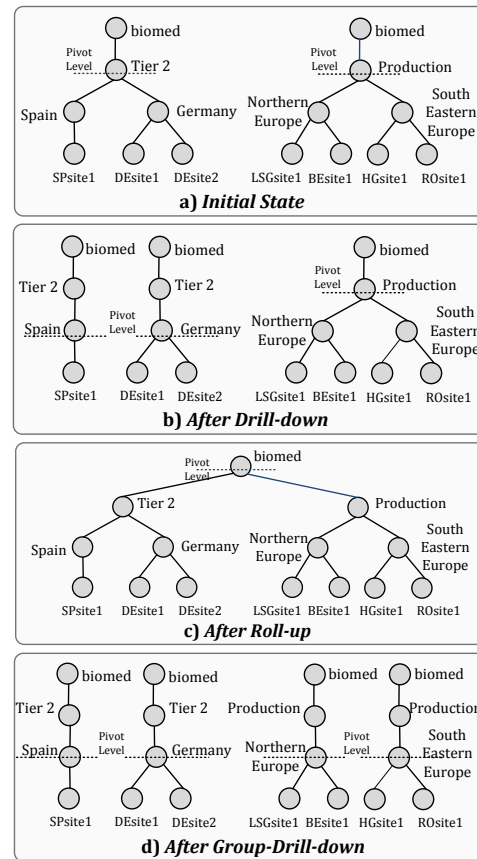 biomed
biomed
Pivot
Level
Tier 2
Pivot
Level
Production
Spain
Germany
Northern
Europe
South
Eastern
Europe
SPsite1
DEsite1
DEsite2
LSGsite1
BEsite1
HGsite1
ROsite1
a) Initial State
biomed
biomed
biomed
Tier 2
Tier 2
Pivot
Level
Production
Spain
Pivot
Level
Germany
Northern
Europe
South
Eastern
Europe
SPsite1
DEsite1
DEsite2
LSGsite1
BEsite1
HGsite1
ROsite1
b) After Drill-down
Pivot
Level
biomed
Tier 2
Production
Spain
Germany
Northern
Europe
South
Eastern
Europe
SPsite1
DEsite1
DEsite2
LSGsite1
BEsite1
HGsite1
ROsite1
c) After Roll-up
biomed
biomed
biomed
biomed
Tier 2
Tier 2
Production
Production
Spain
Pivot
Level
Germany
Northern
Europe
Pivot
Level
South
Eastern
Europe
SPsite1
DEsite1
DEsite2
LSGsite1
BEsite1
HGsite1
ROsite1
d) After Group-Drill-down